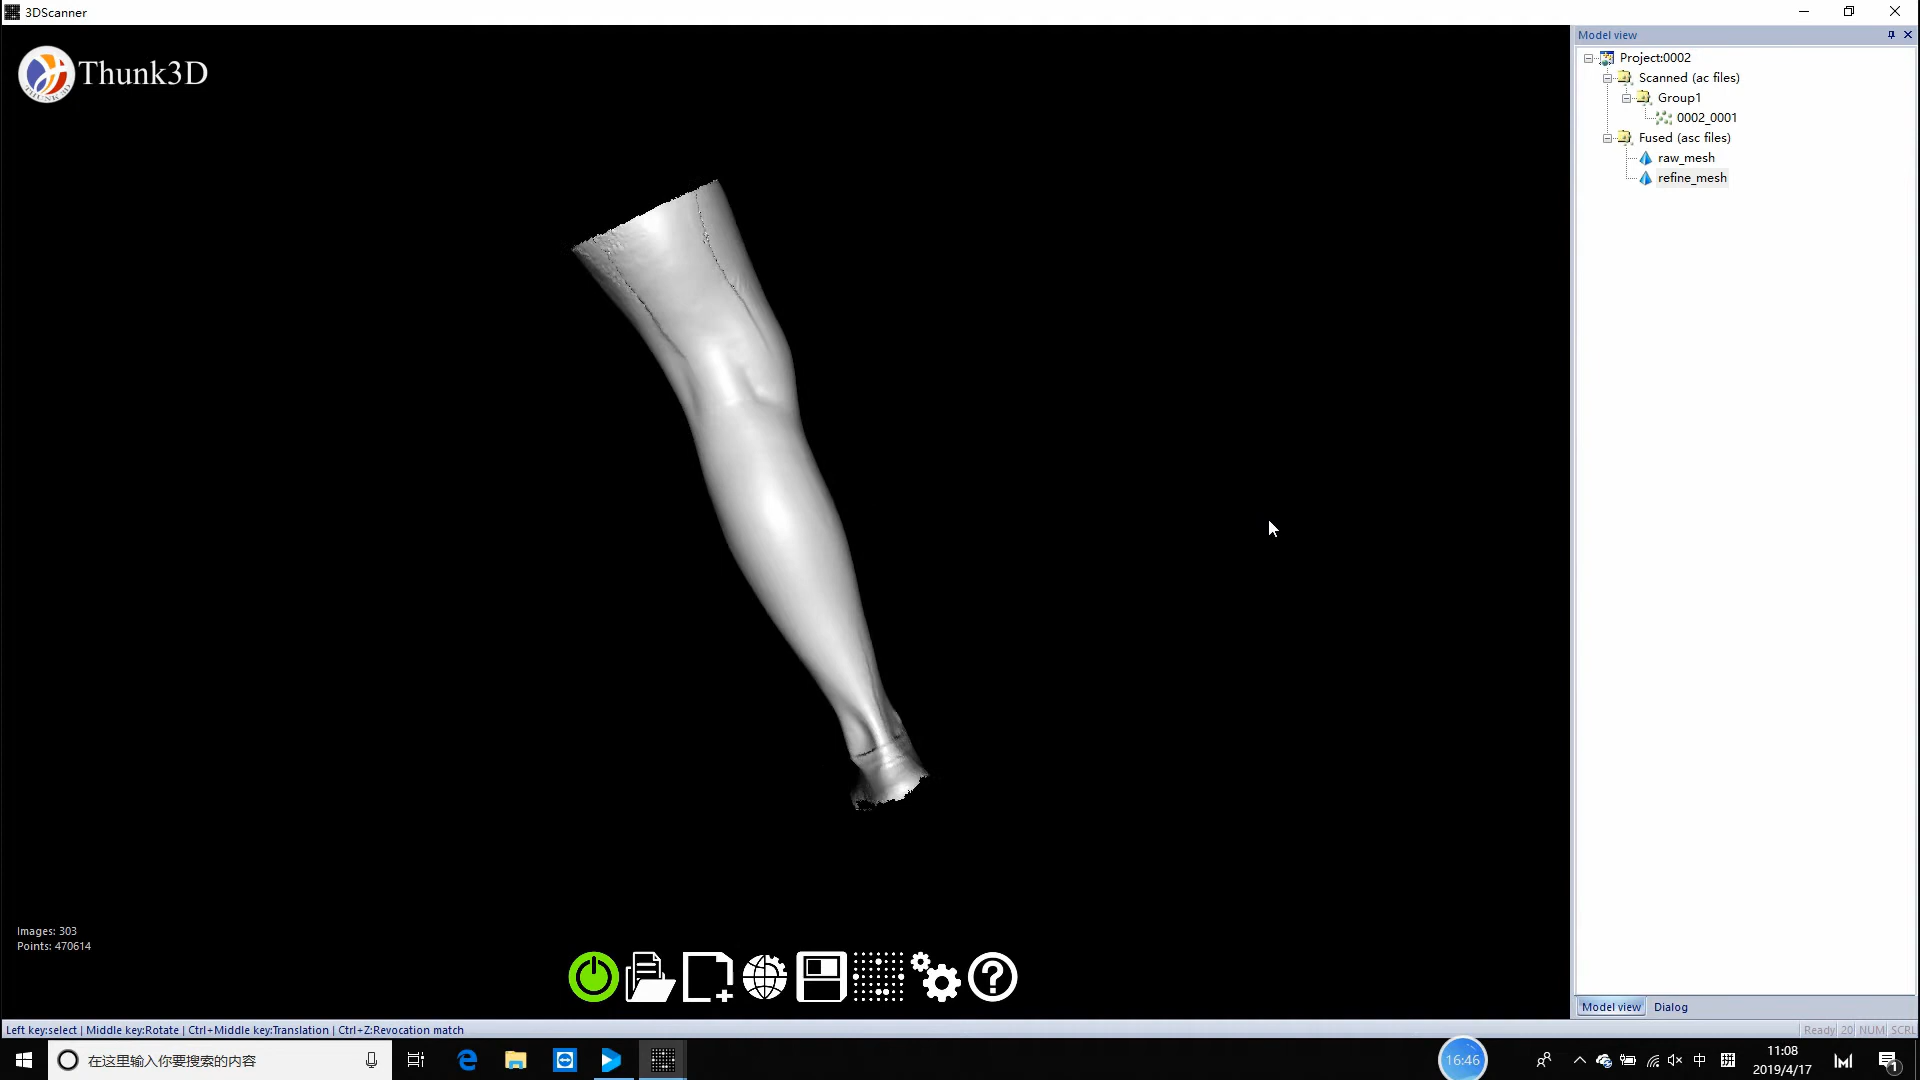 3DScanner
Thunk3D
Model view
Project:0002
Scanned (ac files)
Group1
0002_0001
Fused (asc files)
raw_mesh
refine_mesh
Images: 303
Points: 470614
Model view Dialog
Left key:select | Middle key:Rotate | Ctrl+Middle key:Translation | Ctrl+Z:Revocation match
Ready 20 NUM SCRL
在这里输入你要搜索的内容
16:46
中
拼
11:08
2019/4/17
1